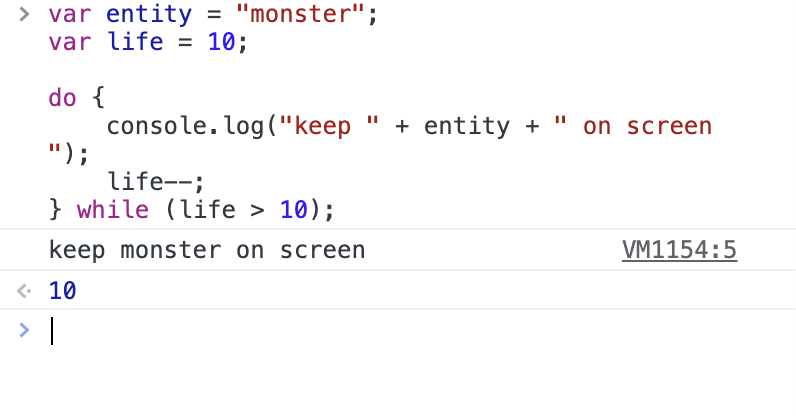 > var entity = "monster";
var life = 10;
do {
    console.log("keep " + entity + " on screen
");
    life--;
} while (life > 10);
keep monster on screen VM1154:5
10
>